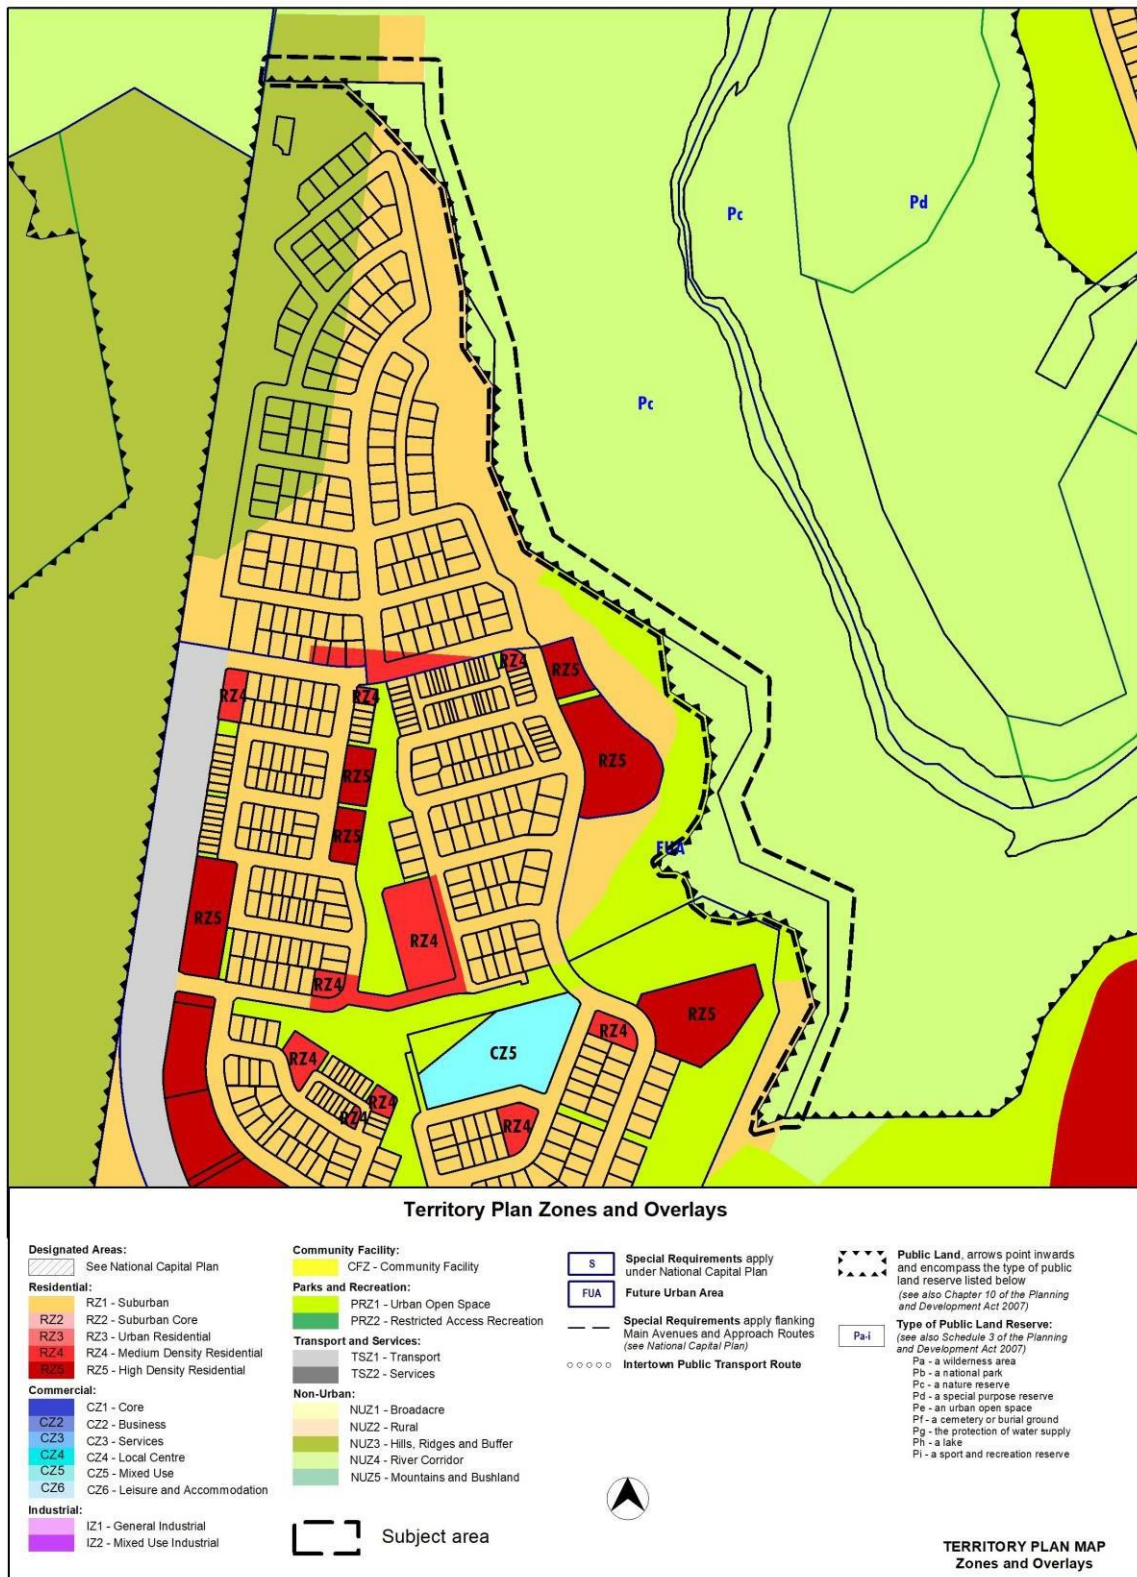 Pd
Pc
Pc
RZ4
RZ5
RZ4
RZ4
RZ5
RZ5
RZ5
FUA
RZ5
RZ4
RZ4
RZ5
RZ4
CZ5
RZ4
RZ4
RZ4
RZ4
Territory Plan Zones and Overlays
Designated Areas:
See National Capital Plan
Residential:
RZ1 - Suburban
RZ2 RZ2 - Suburban Core
RZ3 RZ3 - Urban Residential
RZ4 RZ4 - Medium Density Residential
RZ5 RZ5 - High Density Residential
Commercial:
CZ1 - Core
CZ2 CZ2 - Business
CZ3 CZ3 - Services
CZ4 CZ4 - Local Centre
CZ5 CZ5 - Mixed Use
CZ6 CZ6 - Leisure and Accommodation
Industrial:
IZ1 - General Industrial
IZ2 - Mixed Use Industrial
Community Facility:
CFZ - Community Facility
Parks and Recreation:
PRZ1 - Urban Open Space
PRZ2 - Restricted Access Recreation
Transport and Services:
TSZ1 - Transport
TSZ2 - Services
Non-Urban:
NUZ1 - Broadacre
NUZ2 - Rural
NUZ3 - Hills, Ridges and Buffer
NUZ4 - River Corridor
NUZ5 - Mountains and Bushland
Subject area
S Special Requirements apply
under National Capital Plan
FUA Future Urban Area
Special Requirements apply flanking
Main Avenues and Approach Routes
(see National Capital Plan)
Intertown Public Transport Route
Public Land, arrows point inwards
and encompass the type of public
land reserve listed below
(see also Chapter 10 of the Planning
and Development Act 2007)
Type of Public Land Reserve:
Pa-i (see also Schedule 3 of the Planning
and Development Act 2007)
Pa - a wilderness area
Pb - a national park
Pc - a nature reserve
Pd - a special purpose reserve
Pe - an urban open space
Pf - a cemetery or burial ground
Pg - the protection of water supply
Ph - a lake
Pi - a sport and recreation reserve
TERRITORY PLAN MAP
Zones and Overlays